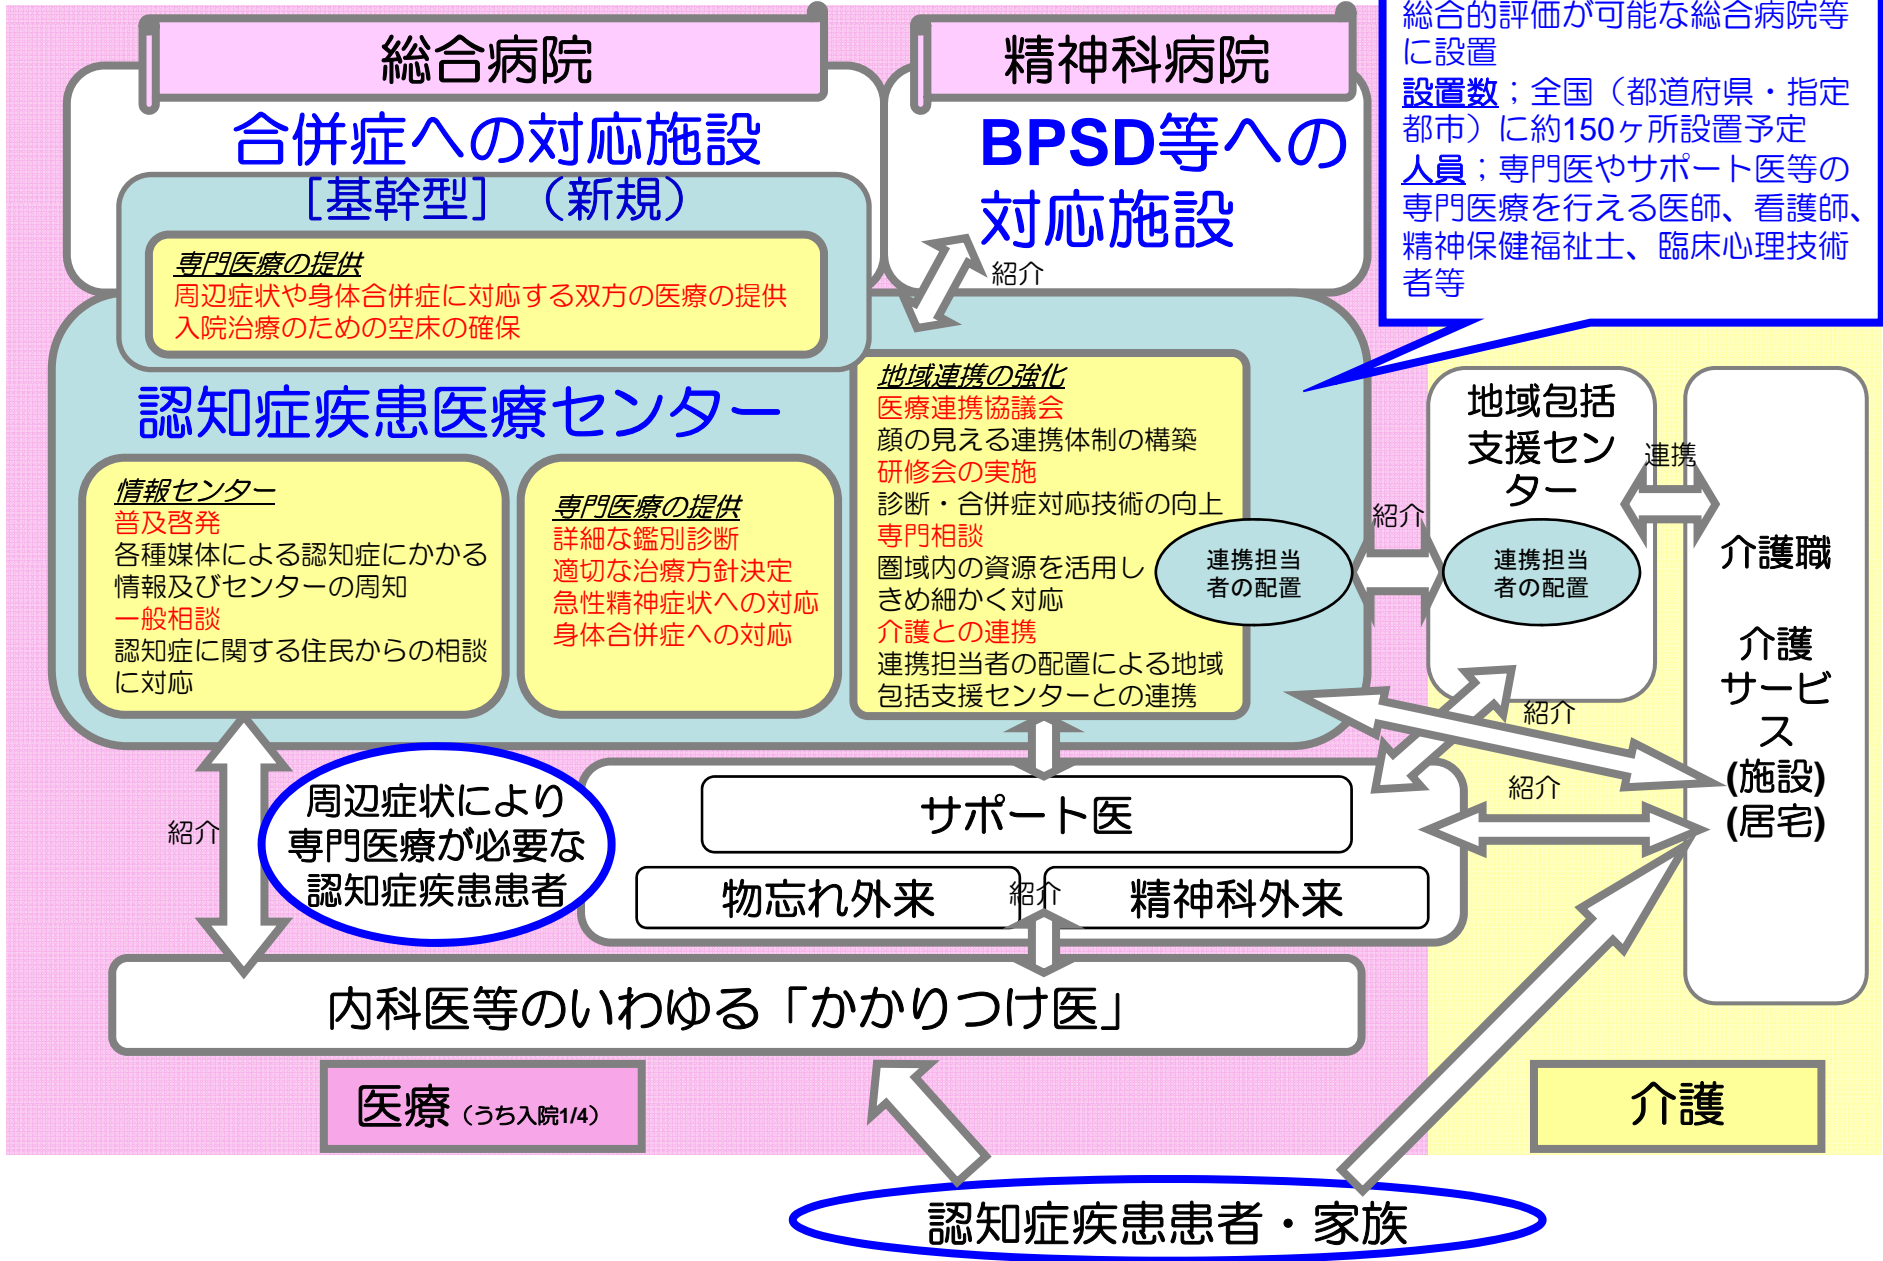 総合病院
合併症への対応施設
［基幹型］（新規）
専門医療の提供
周辺症状や身体合併症に対応する双方の医療の提供
入院治療のための空床の確保
精神科病院
BPSD等への
対応施設
紹介
総合的評価が可能な総合病院等
に設置
設置数；全国（都道府県・指定
都市）に約150ヶ所設置予定
人員；専門医やサポート医等の
専門医療を行える医師、看護師、
精神保健福祉士、臨床心理技術
者等
認知症疾患医療センター
情報センター
普及啓発
各種媒体による認知症にかかる
情報及びセンターの周知
一般相談
認知症に関する住民からの相談
に対応
専門医療の提供
詳細な鑑別診断
適切な治療方針決定
急性精神症状への対応
身体合併症への対応
地域連携の強化
医療連携協議会
顔の見える連携体制の構築
研修会の実施
診断・合併症対応技術の向上
専門相談
圏域内の資源を活用し
きめ細かく対応
介護との連携
連携担当者の配置による地域
包括支援センターとの連携
連携担当
者の配置
紹介
地域包括
支援セン
ター
連携担当
者の配置
連携
介護職
介護
サービ
ス
(施設)
(居宅)
紹介
紹介
紹介
周辺症状により
専門医療が必要な
認知症疾患患者
サポート医
物忘れ外来
紹介
精神科外来
内科医等のいわゆる「かかりつけ医」
医療（うち入院1/4）
介護
認知症疾患患者・家族